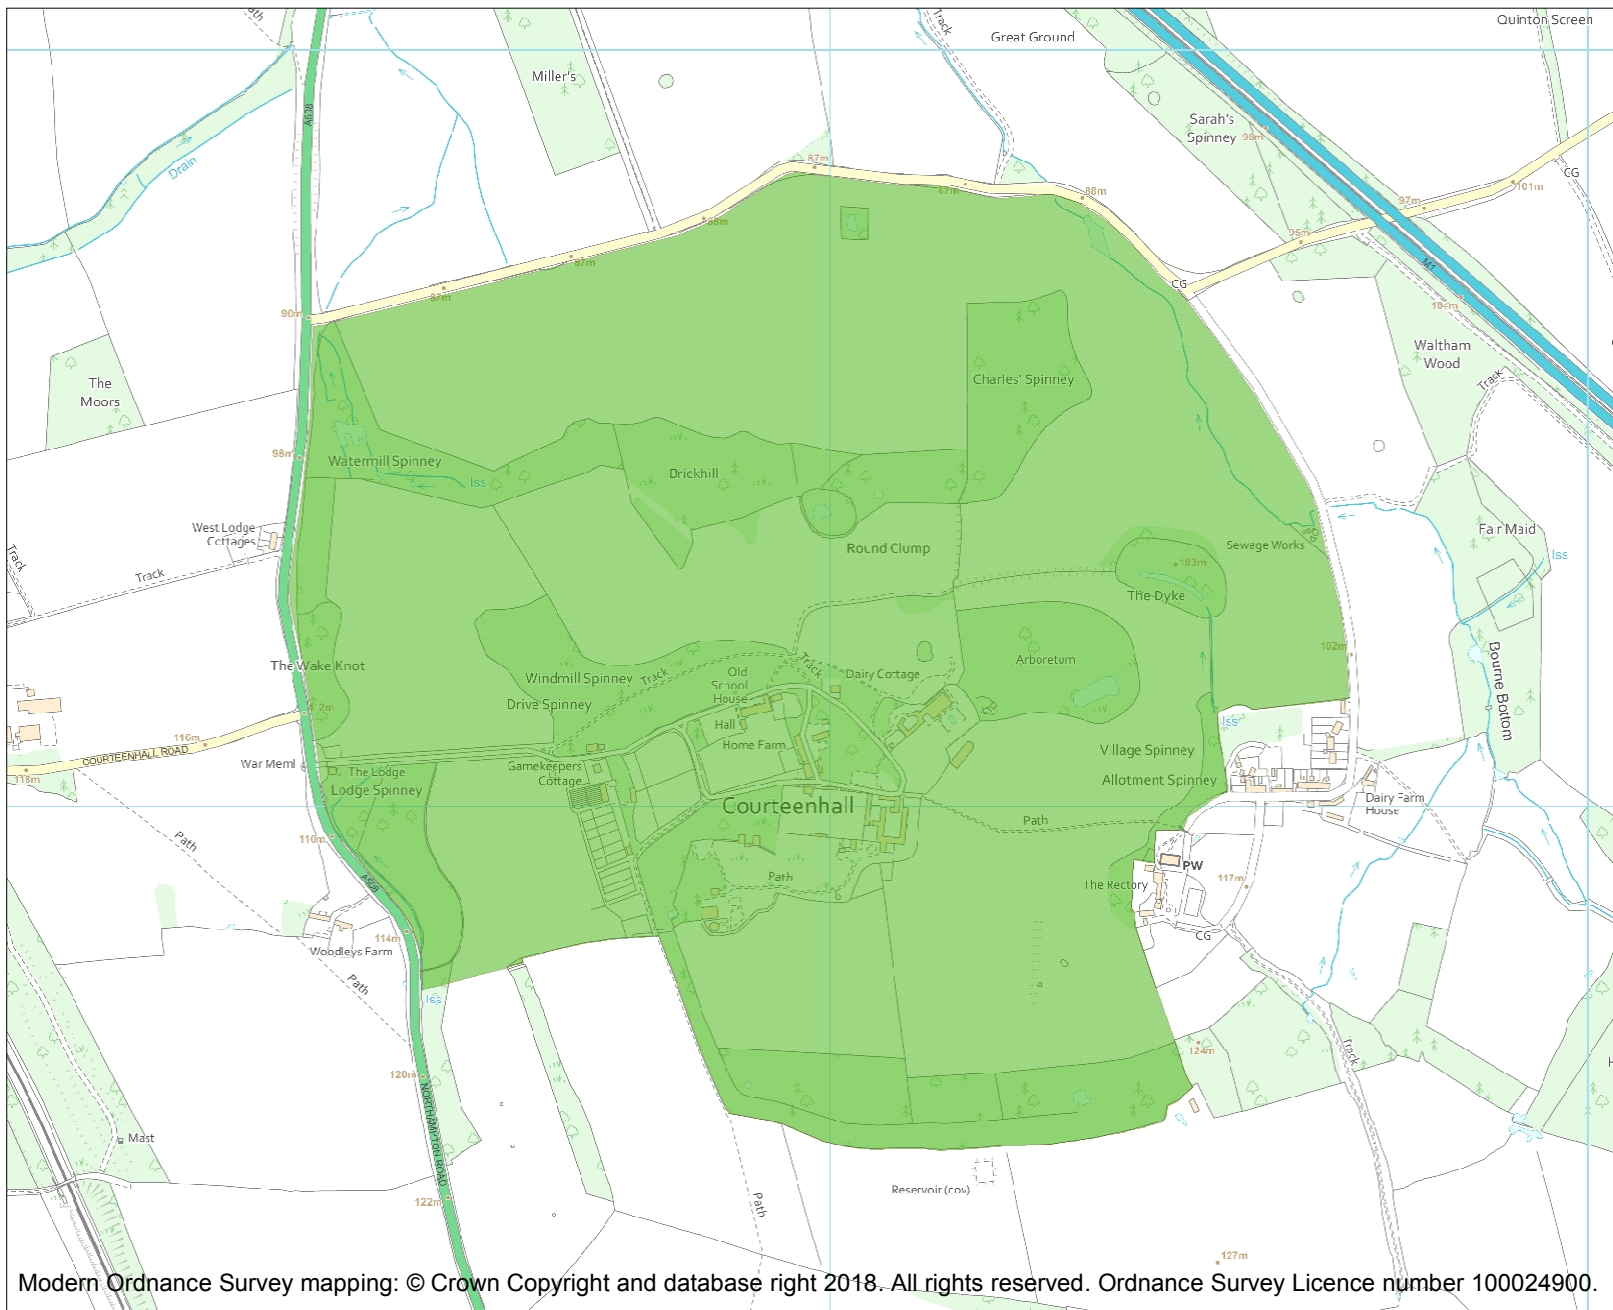 Path
Track
Quinton Screen
Great Ground
Miller's
A508
Sarah's
Spinney
98m
Drain
87m
CG
101m
88m
97m
87m
88m
95m
87m
M1
CG
87m
104m
90m
Waltham
Wood
The
Moors
Charles' Spinney
Track
98m
Watermill Spinney
Iss
Brickhill
West Lodge
Cottages
Round Clump
Sewage Works
Fair Maid
Iss
Track
Track
103m
The Dyke
The Wake Knot
Windmill Spinney
Track
Old
School
House
Track
Dairy Cottage
Arboretum
102m
Bourne Bottom
Drive Spinney
112m
Hall
Iss
116m
COURTEENHALL ROAD
Home Farm
Village Spinney
War Meml
The Lodge
Lodge Spinney
Gamekeepers
Cottage
Allotment Spinney
118m
Courteenhall
Dairy Farm
House
Path
110m
Path
A508
Path
The Rectory
PW
117m
114m
Woodleys Farm
CG
Path
Iss
124m
Track
120m
NORTHAMPTON ROAD
Mast
Reservoir (cov)
122m
Path
127m
Modern Ordnance Survey mapping: © Crown Copyright and database right 2018. All rights reserved. Ordnance Survey Licence number 100024900.